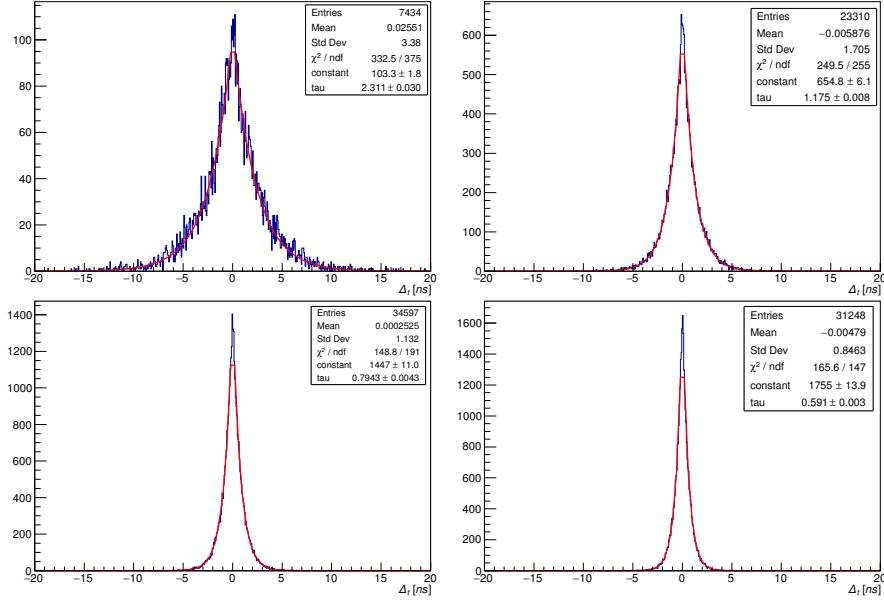 Entries 7434
Mean 0.02551
Std Dev 3.38
χ² / ndf 332.5 / 375
constant 103.3 ± 1.8
tau 2.311 ± 0.030
100
80
60
40
20
0
−20 −15 −10 −5 0 5 10 15 20
Δt [ns]
Entries 23310
Mean −0.005876
Std Dev 1.705
χ² / ndf 249.5 / 255
constant 654.8 ± 6.1
tau 1.175 ± 0.008
600
500
400
300
200
100
0
−20 −15 −10 −5 0 5 10 15 20
Δt [ns]
Entries 34597
Mean 0.0002525
Std Dev 1.132
χ² / ndf 148.8 / 191
constant 1447 ± 11.0
tau 0.7943 ± 0.0043
1400
1200
1000
800
600
400
200
0
−20 −15 −10 −5 0 5 10 15 20
Δt [ns]
Entries 31248
Mean −0.00479
Std Dev 0.8463
χ² / ndf 165.6 / 147
constant 1755 ± 13.9
tau 0.591 ± 0.003
1600
1400
1200
1000
800
600
400
200
0
−20 −15 −10 −5 0 5 10 15 20
Δt [ns]